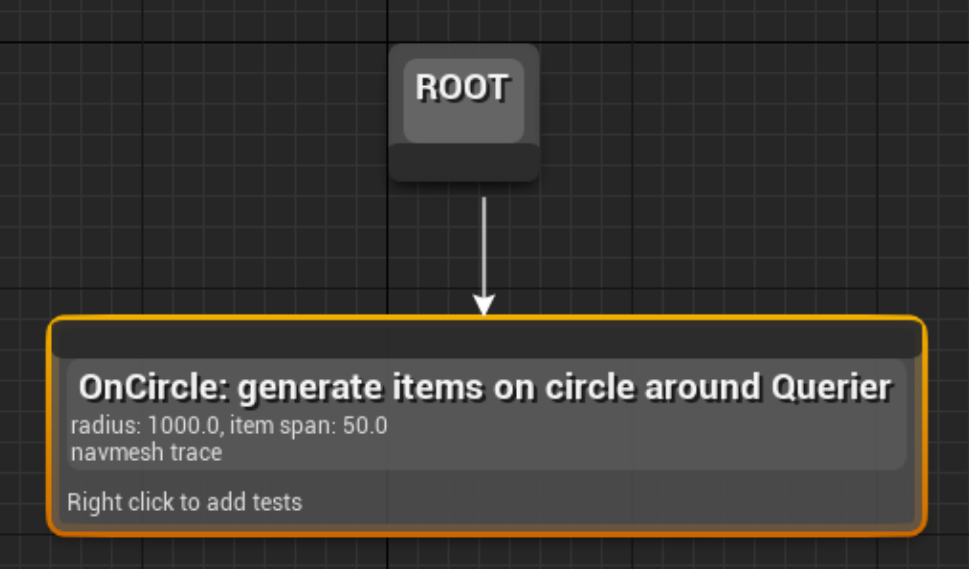 ROOT
OnCircle: generate items on circle around Querier
radius: 1000.0, item span: 50.0
navmesh trace
Right click to add tests